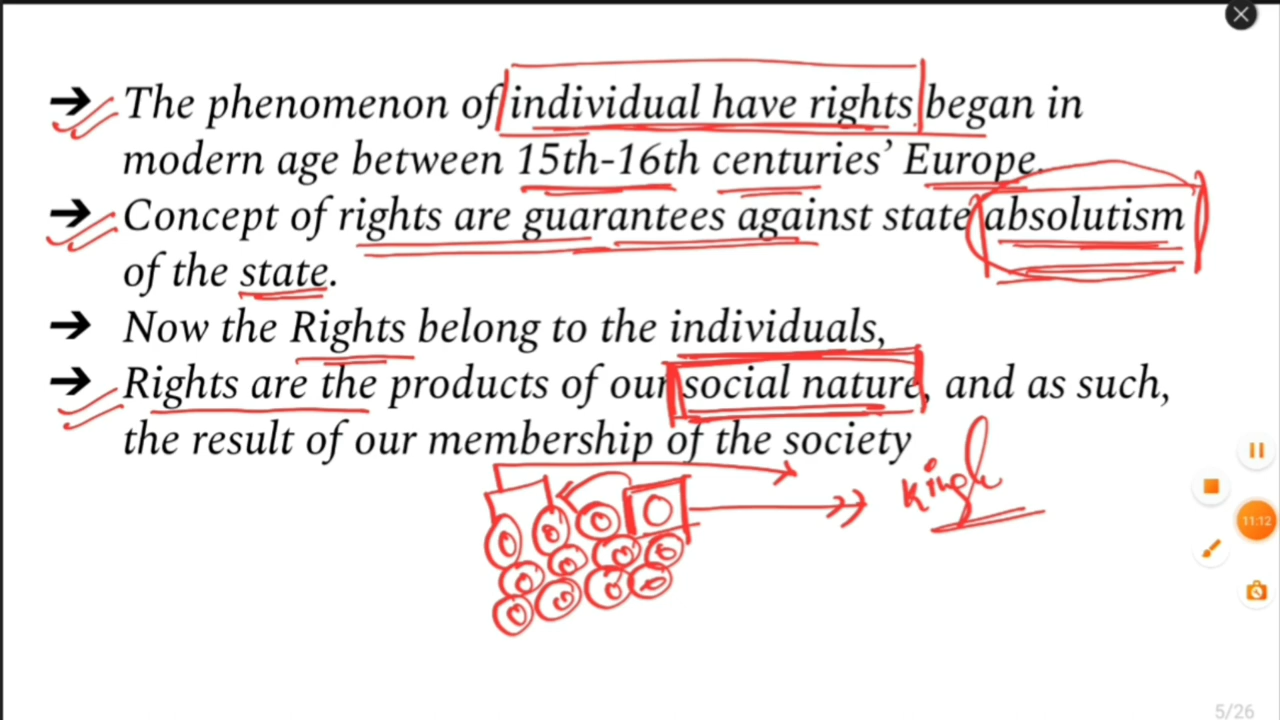 ➔ The phenomenon of individual have rights began in
modern age between 15th-16th centuries’ Europe.
➔ Concept of rights are guarantees against state absolutism
of the state.
➔ Now the Rights belong to the individuals,
➔ Rights are the products of our social nature, and as such,
the result of our membership of the society
11:12
5/26